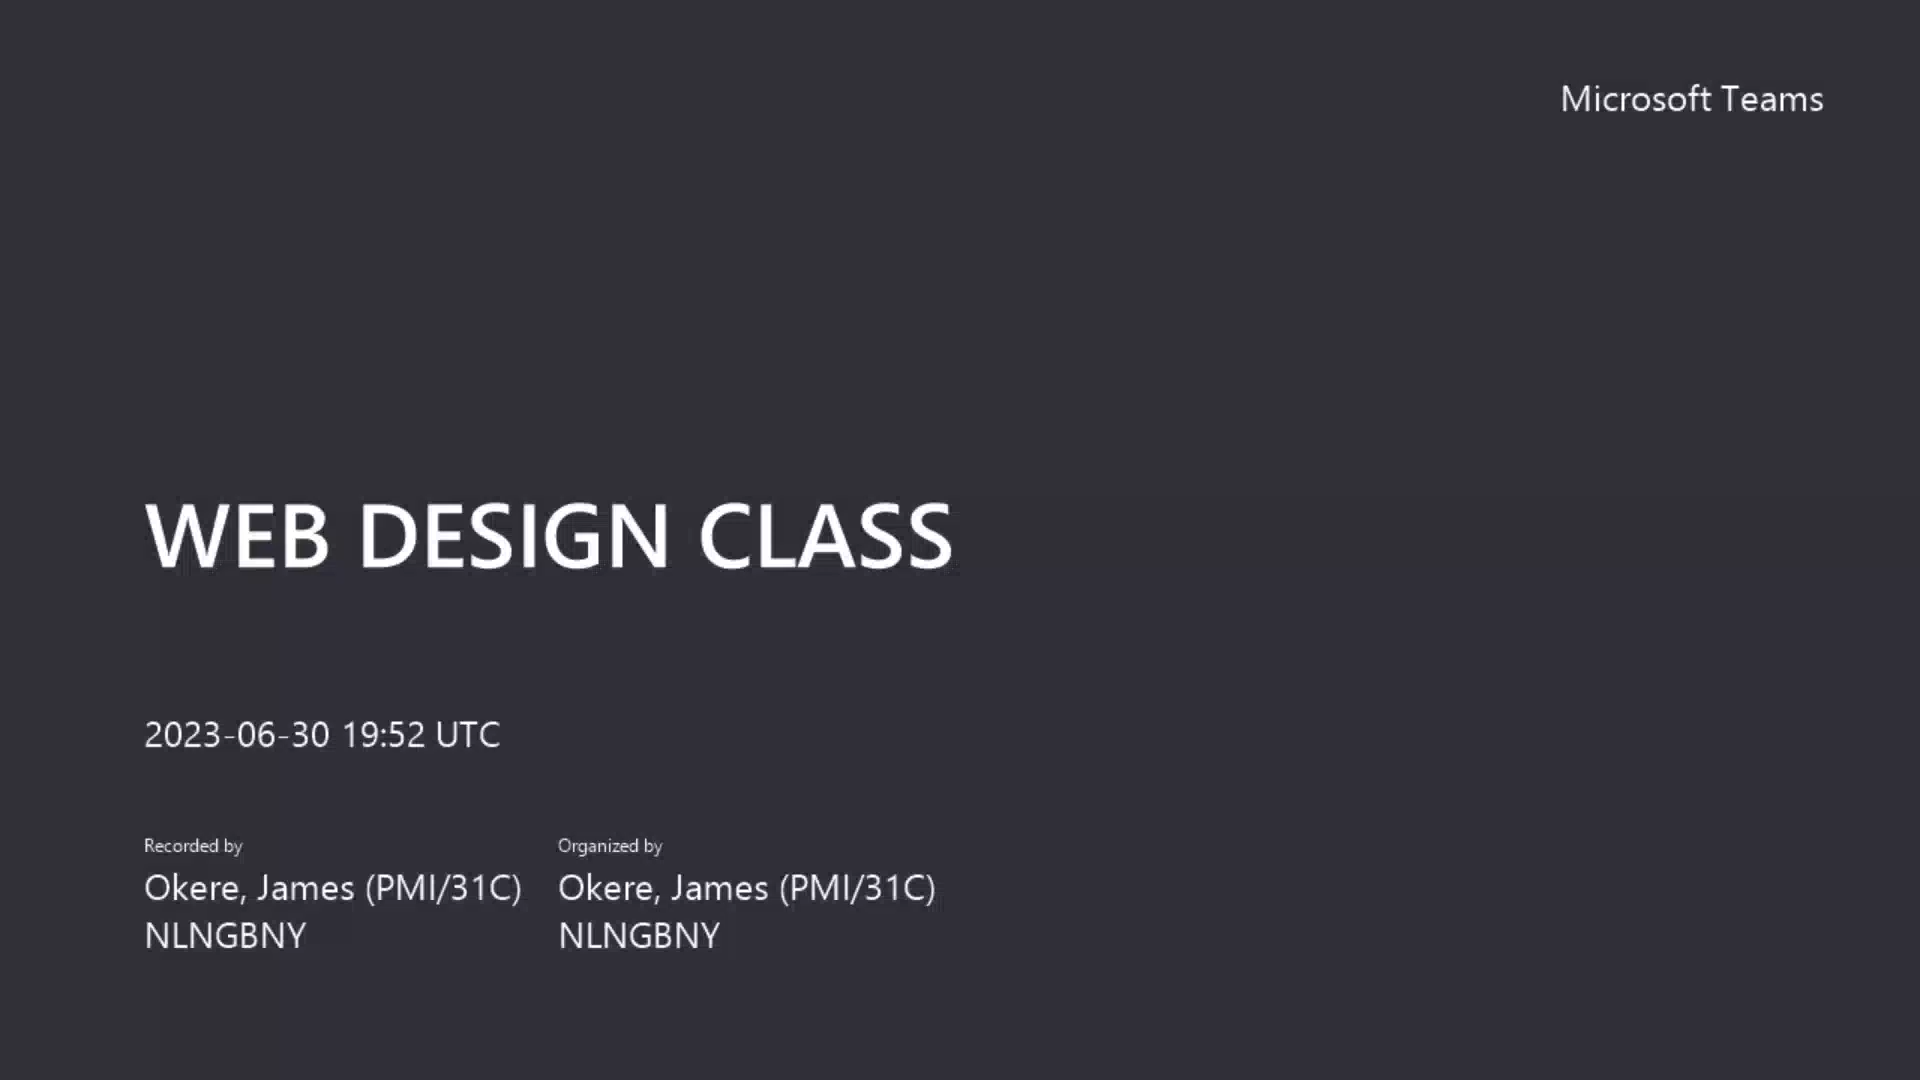 Microsoft Teams
WEB DESIGN CLASS
2023-06-30 19:52 UTC
Recorded by
Okere, James (PMI/31C)
NLNGBNY
Organized by
Okere, James (PMI/31C)
NLNGBNY